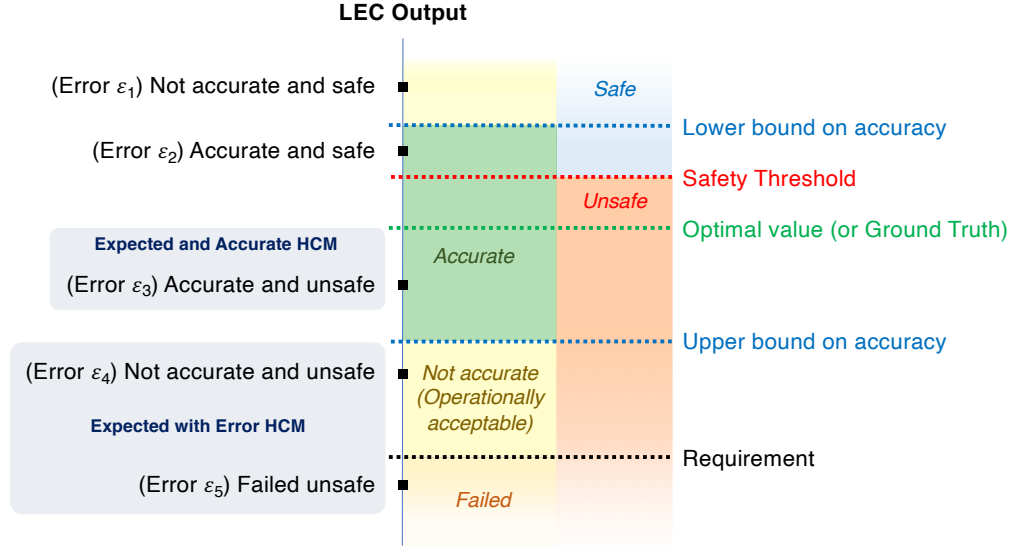 LEC Output
(Error ε1) Not accurate and safe
Safe
Lower bound on accuracy
(Error ε2) Accurate and safe
Safety Threshold
Unsafe
Optimal value (or Ground Truth)
Expected and Accurate HCM
Accurate
(Error ε3) Accurate and unsafe
Upper bound on accuracy
(Error ε4) Not accurate and unsafe
Not accurate
(Operationally
acceptable)
Expected with Error HCM
Requirement
(Error ε5) Failed unsafe
Failed